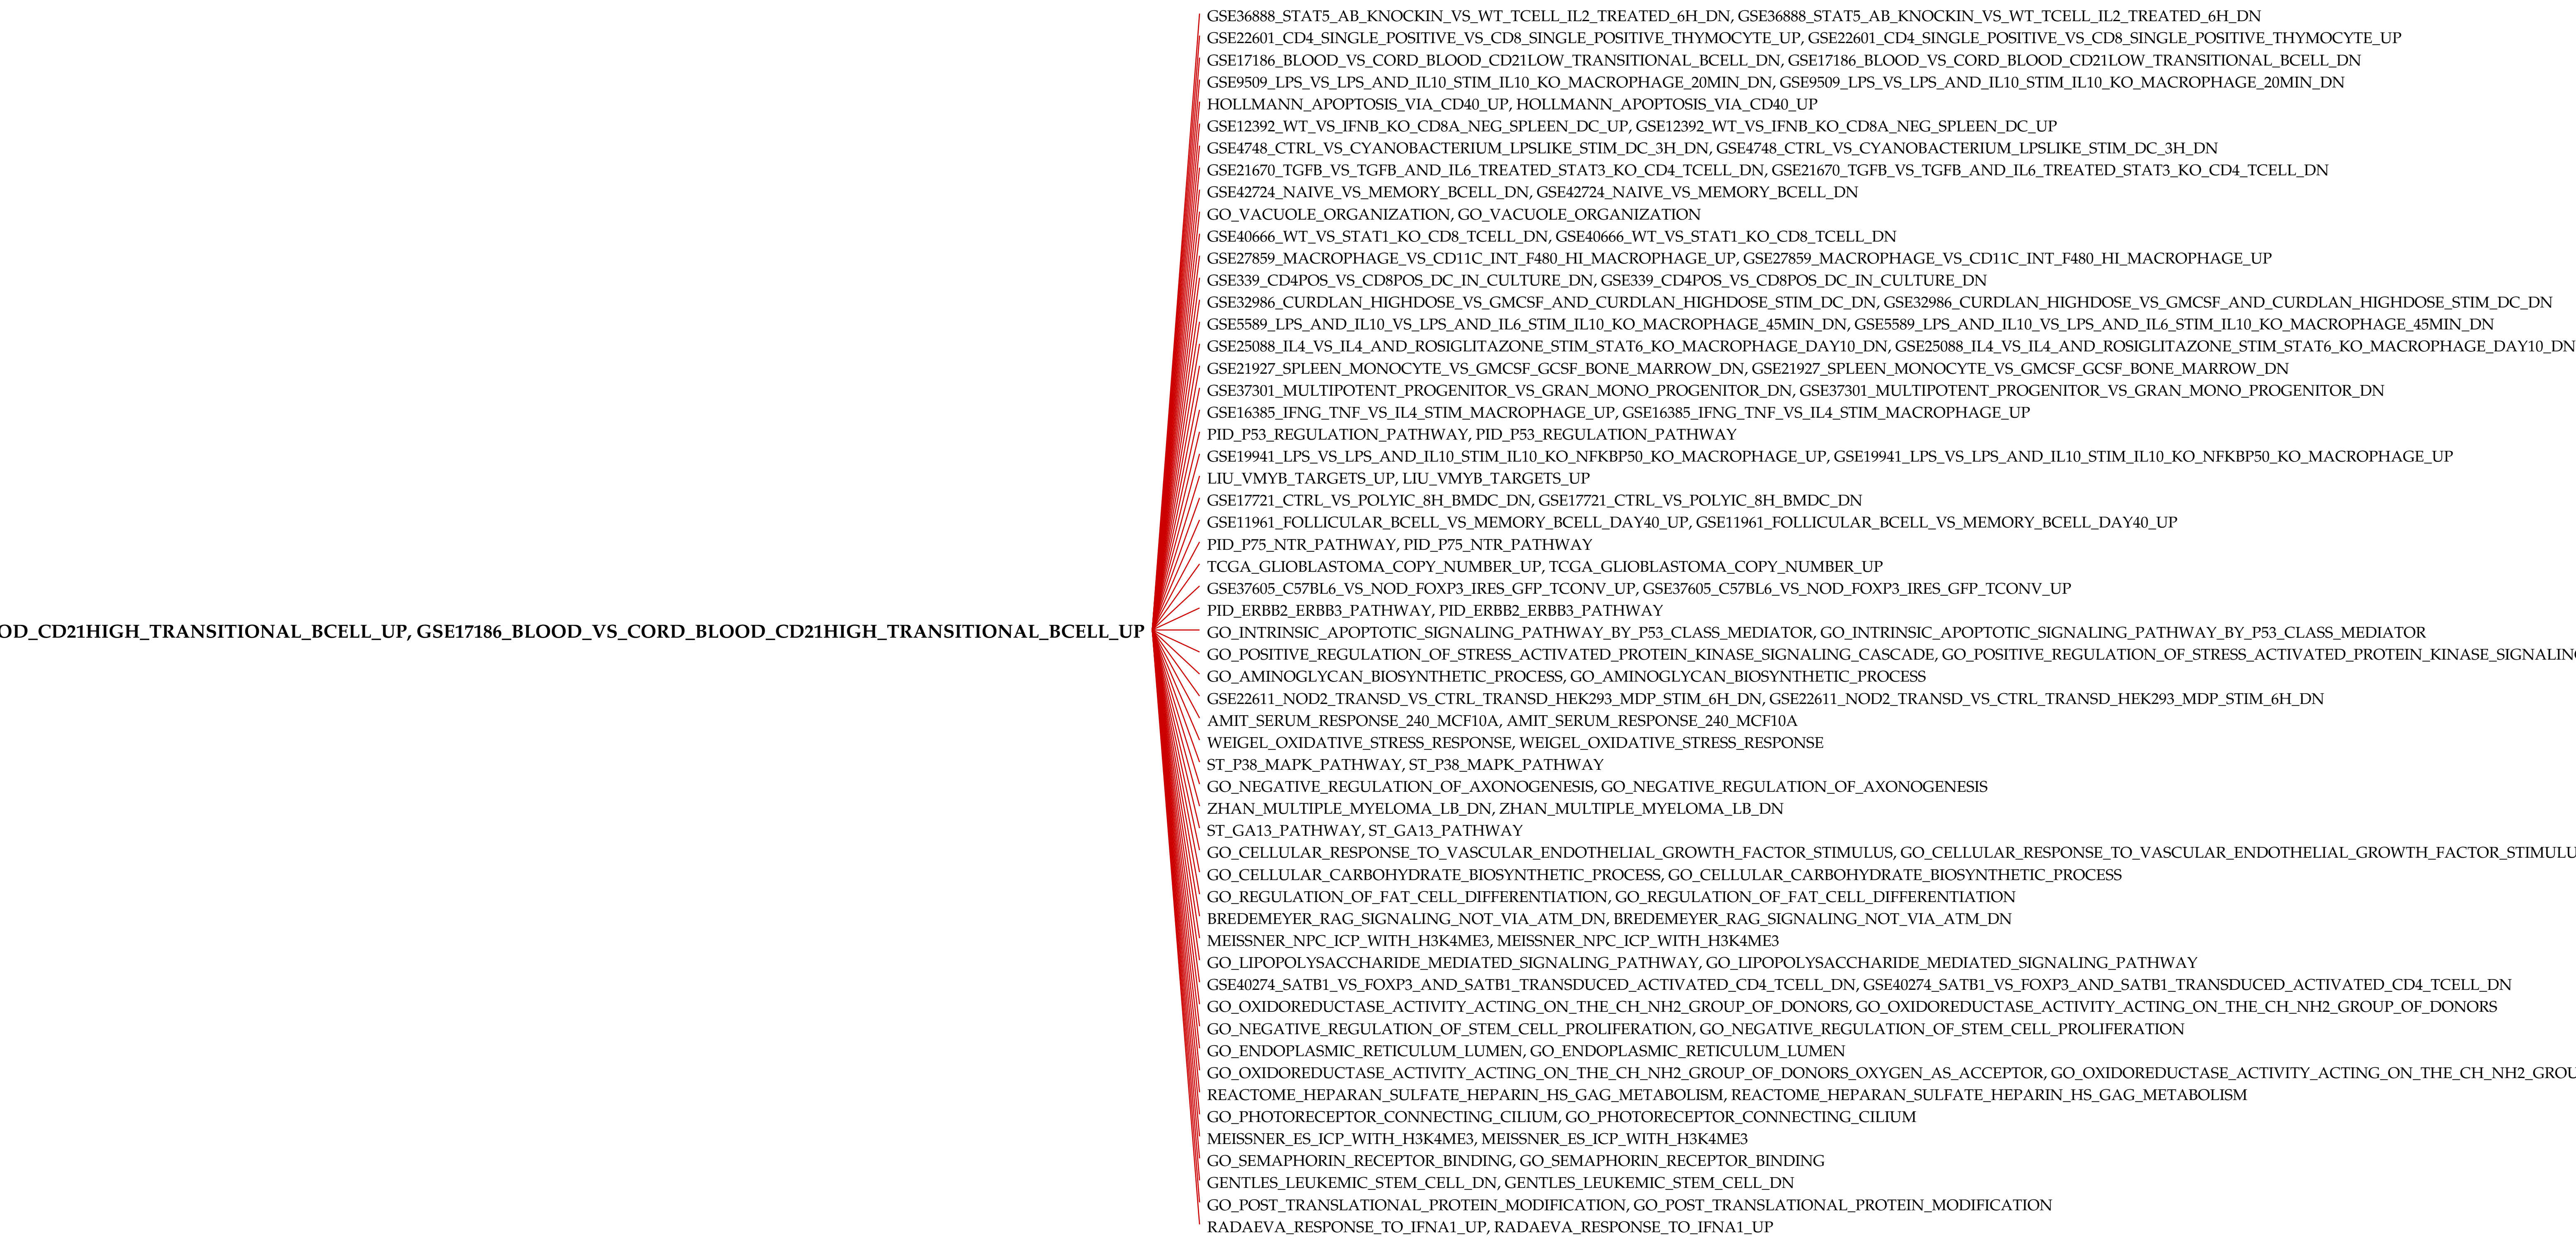 GSE36888_STAT5_AB_KNOCKIN_VS_WT_TCELL_IL2_TREATED_6H_DN, GSE36888_STAT5_AB_KNOCKIN_VS_WT_TCELL_IL2_TREATED_6H_DN
GSE22601_CD4_SINGLE_POSITIVE_VS_CD8_SINGLE_POSITIVE_THYMOCYTE_UP, GSE22601_CD4_SINGLE_POSITIVE_VS_CD8_SINGLE_POSITIVE_THYMOCYTE_UP
GSE17186_BLOOD_VS_CORD_BLOOD_CD21LOW_TRANSITIONAL_BCELL_DN, GSE17186_BLOOD_VS_CORD_BLOOD_CD21LOW_TRANSITIONAL_BCELL_DN
GSE9509_LPS_VS_LPS_AND_IL10_STIM_IL10_KO_MACROPHAGE_20MIN_DN, GSE9509_LPS_VS_LPS_AND_IL10_STIM_IL10_KO_MACROPHAGE_20MIN_DN
HOLLMANN_APOPTOSIS_VIA_CD40_UP, HOLLMANN_APOPTOSIS_VIA_CD40_UP
GSE12392_WT_VS_IFNB_KO_CD8A_NEG_SPLEEN_DC_UP, GSE12392_WT_VS_IFNB_KO_CD8A_NEG_SPLEEN_DC_UP
GSE4748_CTRL_VS_CYANOBACTERIUM_LPSLIKE_STIM_DC_3H_DN, GSE4748_CTRL_VS_CYANOBACTERIUM_LPSLIKE_STIM_DC_3H_DN
GSE21670_TGFB_VS_TGFB_AND_IL6_TREATED_STAT3_KO_CD4_TCELL_DN, GSE21670_TGFB_VS_TGFB_AND_IL6_TREATED_STAT3_KO_CD4_TCELL_DN
GSE42724_NAIVE_VS_MEMORY_BCELL_DN, GSE42724_NAIVE_VS_MEMORY_BCELL_DN
GO_VACUOLE_ORGANIZATION, GO_VACUOLE_ORGANIZATION
GSE40666_WT_VS_STAT1_KO_CD8_TCELL_DN, GSE40666_WT_VS_STAT1_KO_CD8_TCELL_DN
GSE27859_MACROPHAGE_VS_CD11C_INT_F480_HI_MACROPHAGE_UP, GSE27859_MACROPHAGE_VS_CD11C_INT_F480_HI_MACROPHAGE_UP
GSE339_CD4POS_VS_CD8POS_DC_IN_CULTURE_DN, GSE339_CD4POS_VS_CD8POS_DC_IN_CULTURE_DN
GSE32986_CURDLAN_HIGHDOSE_VS_GMCSF_AND_CURDLAN_HIGHDOSE_STIM_DC_DN, GSE32986_CURDLAN_HIGHDOSE_VS_GMCSF_AND_CURDLAN_HIGHDOSE_STIM_DC_DN
GSE5589_LPS_AND_IL10_VS_LPS_AND_IL6_STIM_IL10_KO_MACROPHAGE_45MIN_DN, GSE5589_LPS_AND_IL10_VS_LPS_AND_IL6_STIM_IL10_KO_MACROPHAGE_45MIN_DN
GSE25088_IL4_VS_IL4_AND_ROSIGLITAZONE_STIM_STAT6_KO_MACROPHAGE_DAY10_DN, GSE25088_IL4_VS_IL4_AND_ROSIGLITAZONE_STIM_STAT6_KO_MACROPHAGE_DAY10_DN
GSE21927_SPLEEN_MONOCYTE_VS_GMCSF_GCSF_BONE_MARROW_DN, GSE21927_SPLEEN_MONOCYTE_VS_GMCSF_GCSF_BONE_MARROW_DN
GSE37301_MULTIPOTENT_PROGENITOR_VS_GRAN_MONO_PROGENITOR_DN, GSE37301_MULTIPOTENT_PROGENITOR_VS_GRAN_MONO_PROGENITOR_DN
GSE16385_IFNG_TNF_VS_IL4_STIM_MACROPHAGE_UP, GSE16385_IFNG_TNF_VS_IL4_STIM_MACROPHAGE_UP
PID_P53_REGULATION_PATHWAY, PID_P53_REGULATION_PATHWAY
GSE19941_LPS_VS_LPS_AND_IL10_STIM_IL10_KO_NFKBP50_KO_MACROPHAGE_UP, GSE19941_LPS_VS_LPS_AND_IL10_STIM_IL10_KO_NFKBP50_KO_MACROPHAGE_UP
LIU_VMYB_TARGETS_UP, LIU_VMYB_TARGETS_UP
GSE17721_CTRL_VS_POLYIC_8H_BMDC_DN, GSE17721_CTRL_VS_POLYIC_8H_BMDC_DN
GSE11961_FOLLICULAR_BCELL_VS_MEMORY_BCELL_DAY40_UP, GSE11961_FOLLICULAR_BCELL_VS_MEMORY_BCELL_DAY40_UP
PID_P75_NTR_PATHWAY, PID_P75_NTR_PATHWAY
TCGA_GLIOBLASTOMA_COPY_NUMBER_UP, TCGA_GLIOBLASTOMA_COPY_NUMBER_UP
GSE37605_C57BL6_VS_NOD_FOXP3_IRES_GFP_TCONV_UP, GSE37605_C57BL6_VS_NOD_FOXP3_IRES_GFP_TCONV_UP
PID_ERBB2_ERBB3_PATHWAY, PID_ERBB2_ERBB3_PATHWAY
OD_CD21HIGH_TRANSITIONAL_BCELL_UP, GSE17186_BLOOD_VS_CORD_BLOOD_CD21HIGH_TRANSITIONAL_BCELL_UP
GO_INTRINSIC_APOPTOTIC_SIGNALING_PATHWAY_BY_P53_CLASS_MEDIATOR, GO_INTRINSIC_APOPTOTIC_SIGNALING_PATHWAY_BY_P53_CLASS_MEDIATOR
GO_POSITIVE_REGULATION_OF_STRESS_ACTIVATED_PROTEIN_KINASE_SIGNALING_CASCADE, GO_POSITIVE_REGULATION_OF_STRESS_ACTIVATED_PROTEIN_KINASE_SIGNALING
GO_AMINOGLYCAN_BIOSYNTHETIC_PROCESS, GO_AMINOGLYCAN_BIOSYNTHETIC_PROCESS
GSE22611_NOD2_TRANSD_VS_CTRL_TRANSD_HEK293_MDP_STIM_6H_DN, GSE22611_NOD2_TRANSD_VS_CTRL_TRANSD_HEK293_MDP_STIM_6H_DN
AMIT_SERUM_RESPONSE_240_MCF10A, AMIT_SERUM_RESPONSE_240_MCF10A
WEIGEL_OXIDATIVE_STRESS_RESPONSE, WEIGEL_OXIDATIVE_STRESS_RESPONSE
ST_P38_MAPK_PATHWAY, ST_P38_MAPK_PATHWAY
GO_NEGATIVE_REGULATION_OF_AXONOGENESIS, GO_NEGATIVE_REGULATION_OF_AXONOGENESIS
ZHAN_MULTIPLE_MYELOMA_LB_DN, ZHAN_MULTIPLE_MYELOMA_LB_DN
ST_GA13_PATHWAY, ST_GA13_PATHWAY
GO_CELLULAR_RESPONSE_TO_VASCULAR_ENDOTHELIAL_GROWTH_FACTOR_STIMULUS, GO_CELLULAR_RESPONSE_TO_VASCULAR_ENDOTHELIAL_GROWTH_FACTOR_STIMULU
GO_CELLULAR_CARBOHYDRATE_BIOSYNTHETIC_PROCESS, GO_CELLULAR_CARBOHYDRATE_BIOSYNTHETIC_PROCESS
GO_REGULATION_OF_FAT_CELL_DIFFERENTIATION, GO_REGULATION_OF_FAT_CELL_DIFFERENTIATION
BREDEMEYER_RAG_SIGNALING_NOT_VIA_ATM_DN, BREDEMEYER_RAG_SIGNALING_NOT_VIA_ATM_DN
MEISSNER_NPC_ICP_WITH_H3K4ME3, MEISSNER_NPC_ICP_WITH_H3K4ME3
GO_LIPOPOLYSACCHARIDE_MEDIATED_SIGNALING_PATHWAY, GO_LIPOPOLYSACCHARIDE_MEDIATED_SIGNALING_PATHWAY
GSE40274_SATB1_VS_FOXP3_AND_SATB1_TRANSDUCED_ACTIVATED_CD4_TCELL_DN, GSE40274_SATB1_VS_FOXP3_AND_SATB1_TRANSDUCED_ACTIVATED_CD4_TCELL_DN
GO_OXIDOREDUCTASE_ACTIVITY_ACTING_ON_THE_CH_NH2_GROUP_OF_DONORS, GO_OXIDOREDUCTASE_ACTIVITY_ACTING_ON_THE_CH_NH2_GROUP_OF_DONORS
GO_NEGATIVE_REGULATION_OF_STEM_CELL_PROLIFERATION, GO_NEGATIVE_REGULATION_OF_STEM_CELL_PROLIFERATION
GO_ENDOPLASMIC_RETICULUM_LUMEN, GO_ENDOPLASMIC_RETICULUM_LUMEN
GO_OXIDOREDUCTASE_ACTIVITY_ACTING_ON_THE_CH_NH2_GROUP_OF_DONORS_OXYGEN_AS_ACCEPTOR, GO_OXIDOREDUCTASE_ACTIVITY_ACTING_ON_THE_CH_NH2_GROU
REACTOME_HEPARAN_SULFATE_HEPARIN_HS_GAG_METABOLISM, REACTOME_HEPARAN_SULFATE_HEPARIN_HS_GAG_METABOLISM
GO_PHOTORECEPTOR_CONNECTING_CILIUM, GO_PHOTORECEPTOR_CONNECTING_CILIUM
MEISSNER_ES_ICP_WITH_H3K4ME3, MEISSNER_ES_ICP_WITH_H3K4ME3
GO_SEMAPHORIN_RECEPTOR_BINDING, GO_SEMAPHORIN_RECEPTOR_BINDING
GENTLES_LEUKEMIC_STEM_CELL_DN, GENTLES_LEUKEMIC_STEM_CELL_DN
GO_POST_TRANSLATIONAL_PROTEIN_MODIFICATION, GO_POST_TRANSLATIONAL_PROTEIN_MODIFICATION
RADAEVA_RESPONSE_TO_IFNA1_UP, RADAEVA_RESPONSE_TO_IFNA1_UP